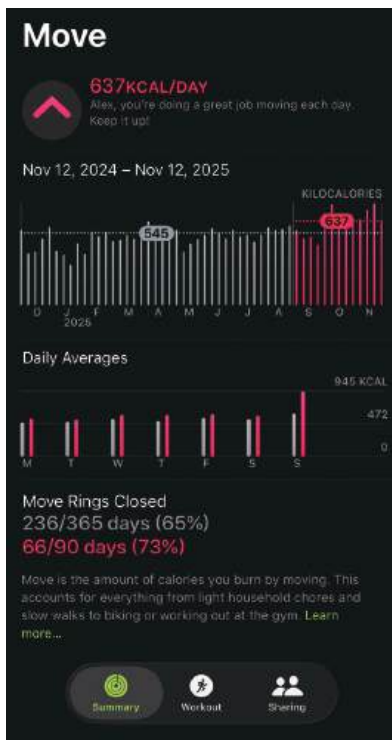 Move
637KCAL/DAY
Alex, you're doing a great job moving each day.
Keep it up!
Nov 12, 2024 – Nov 12, 2025
KILOCALORIES
637
545
D J F M A M J J A S O N
2025
Daily Averages
945 KCAL
472
0
M T W T F S S
Move Rings Closed
236/365 days (65%)
66/90 days (73%)
Move is the amount of calories you burn by moving. This
accounts for everything from light household chores and
slow walks to biking or working out at the gym. Learn
more...
Summary Workout Sharing